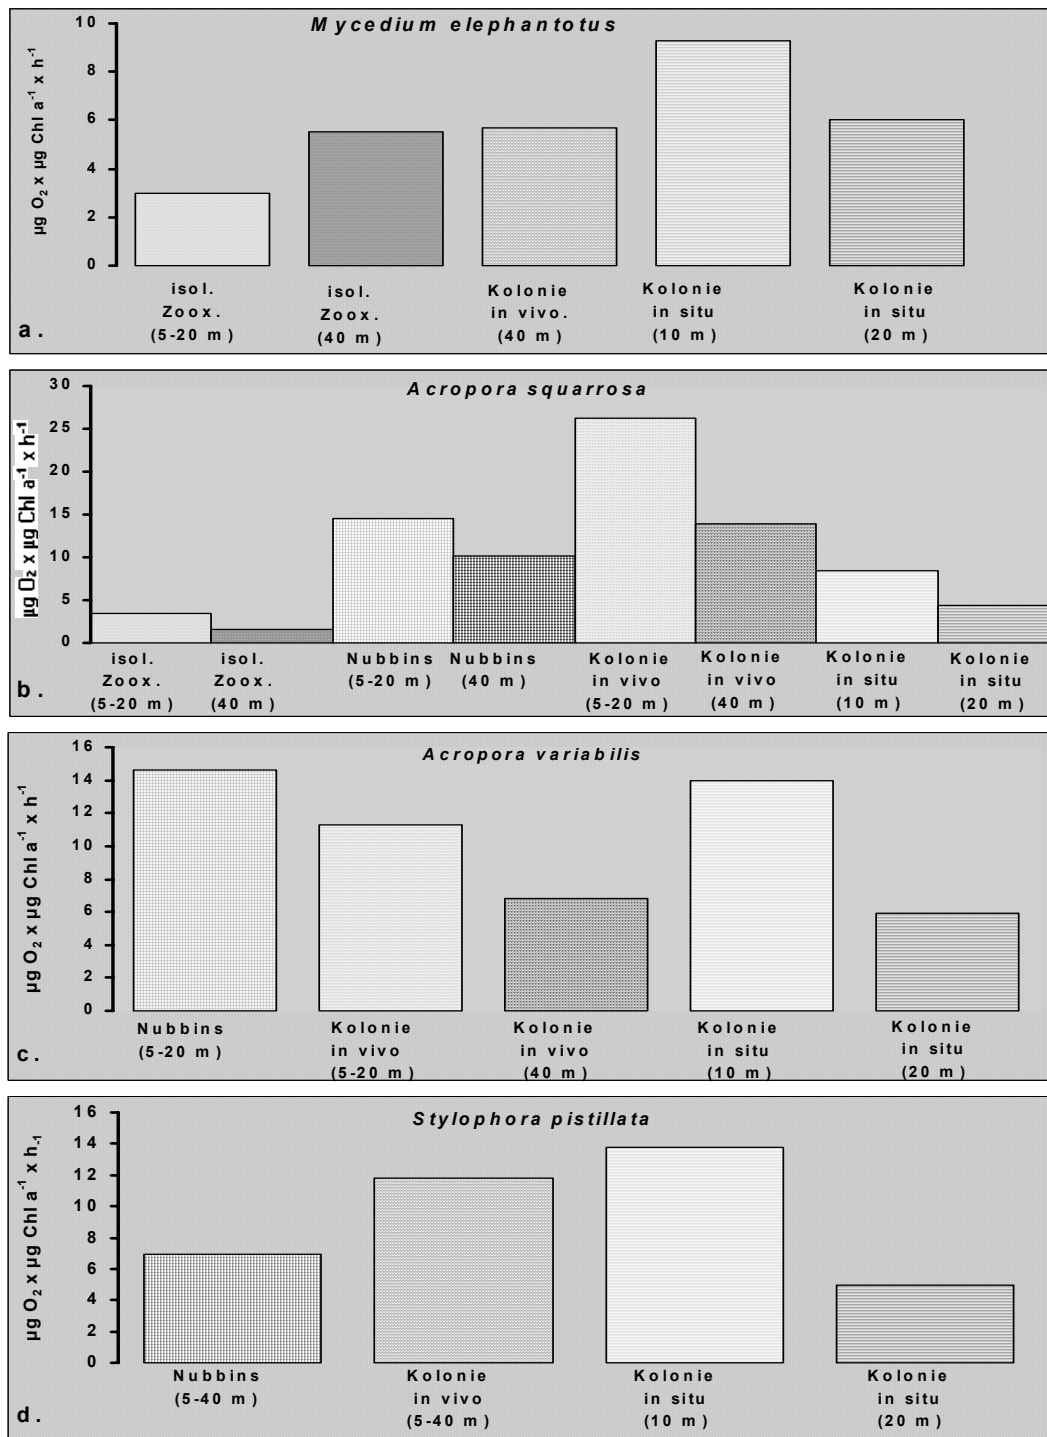 Mycedium elephantotus
µg O₂ x µg Chl a⁻¹ x h⁻¹
10
8
6
4
2
0
isol. Zoox. (5-20 m)
isol. Zoox. (40 m)
Kolonie in vivo. (40 m)
Kolonie in situ (10 m)
Kolonie in situ (20 m)
a.
Acropora squarrosa
µg O₂ x µg Chl a⁻¹ x h⁻¹
30
25
20
15
10
5
0
isol. Zoox. (5-20 m)
isol. Zoox. (40 m)
Nubbins (5-20 m)
Nubbins (40 m)
Kolonie in vivo (5-20 m)
Kolonie in vivo (40 m)
Kolonie in situ (10 m)
Kolonie in situ (20 m)
b.
Acropora variabilis
µg O₂ x µg Chl a⁻¹ x h⁻¹
16
14
12
10
8
6
4
2
0
Nubbins (5-20 m)
Kolonie in vivo (5-20 m)
Kolonie in vivo (40 m)
Kolonie in situ (10 m)
Kolonie in situ (20 m)
c.
Stylophora pistillata
µg O₂ x µg Chl a⁻¹ x h₋₁
16
14
12
10
8
6
4
2
0
Nubbins (5-40 m)
Kolonie in vivo (5-40 m)
Kolonie in situ (10 m)
Kolonie in situ (20 m)
d.